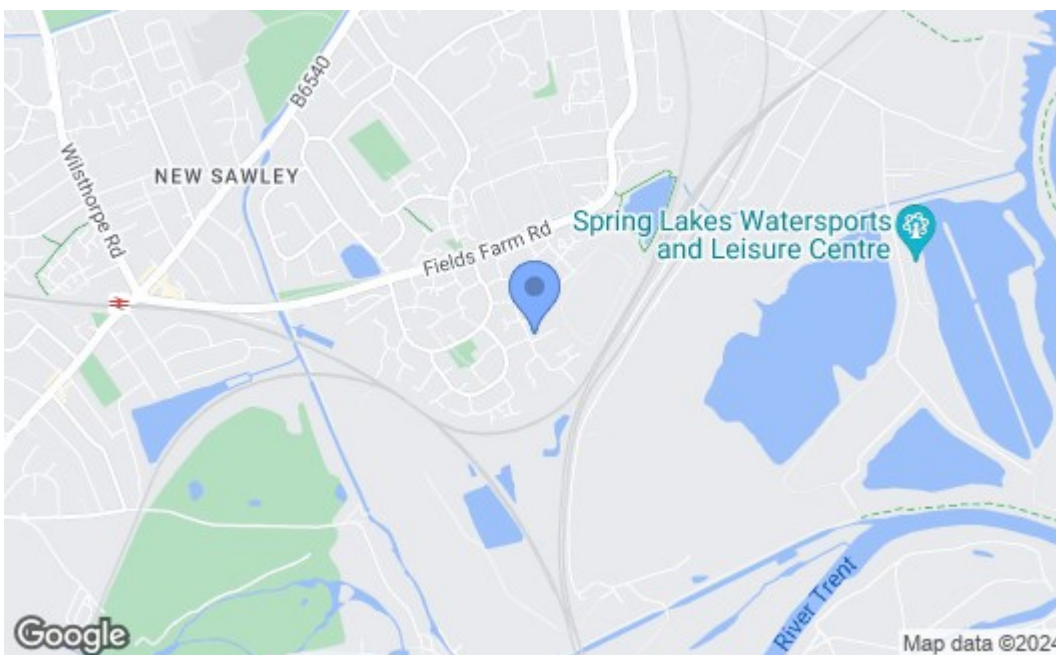 B6540
Wilsthorpe Rd
NEW SAWLEY
Fields Farm Rd
Spring Lakes Watersports
and Leisure Centre
River Trent
Google
Map data ©2024